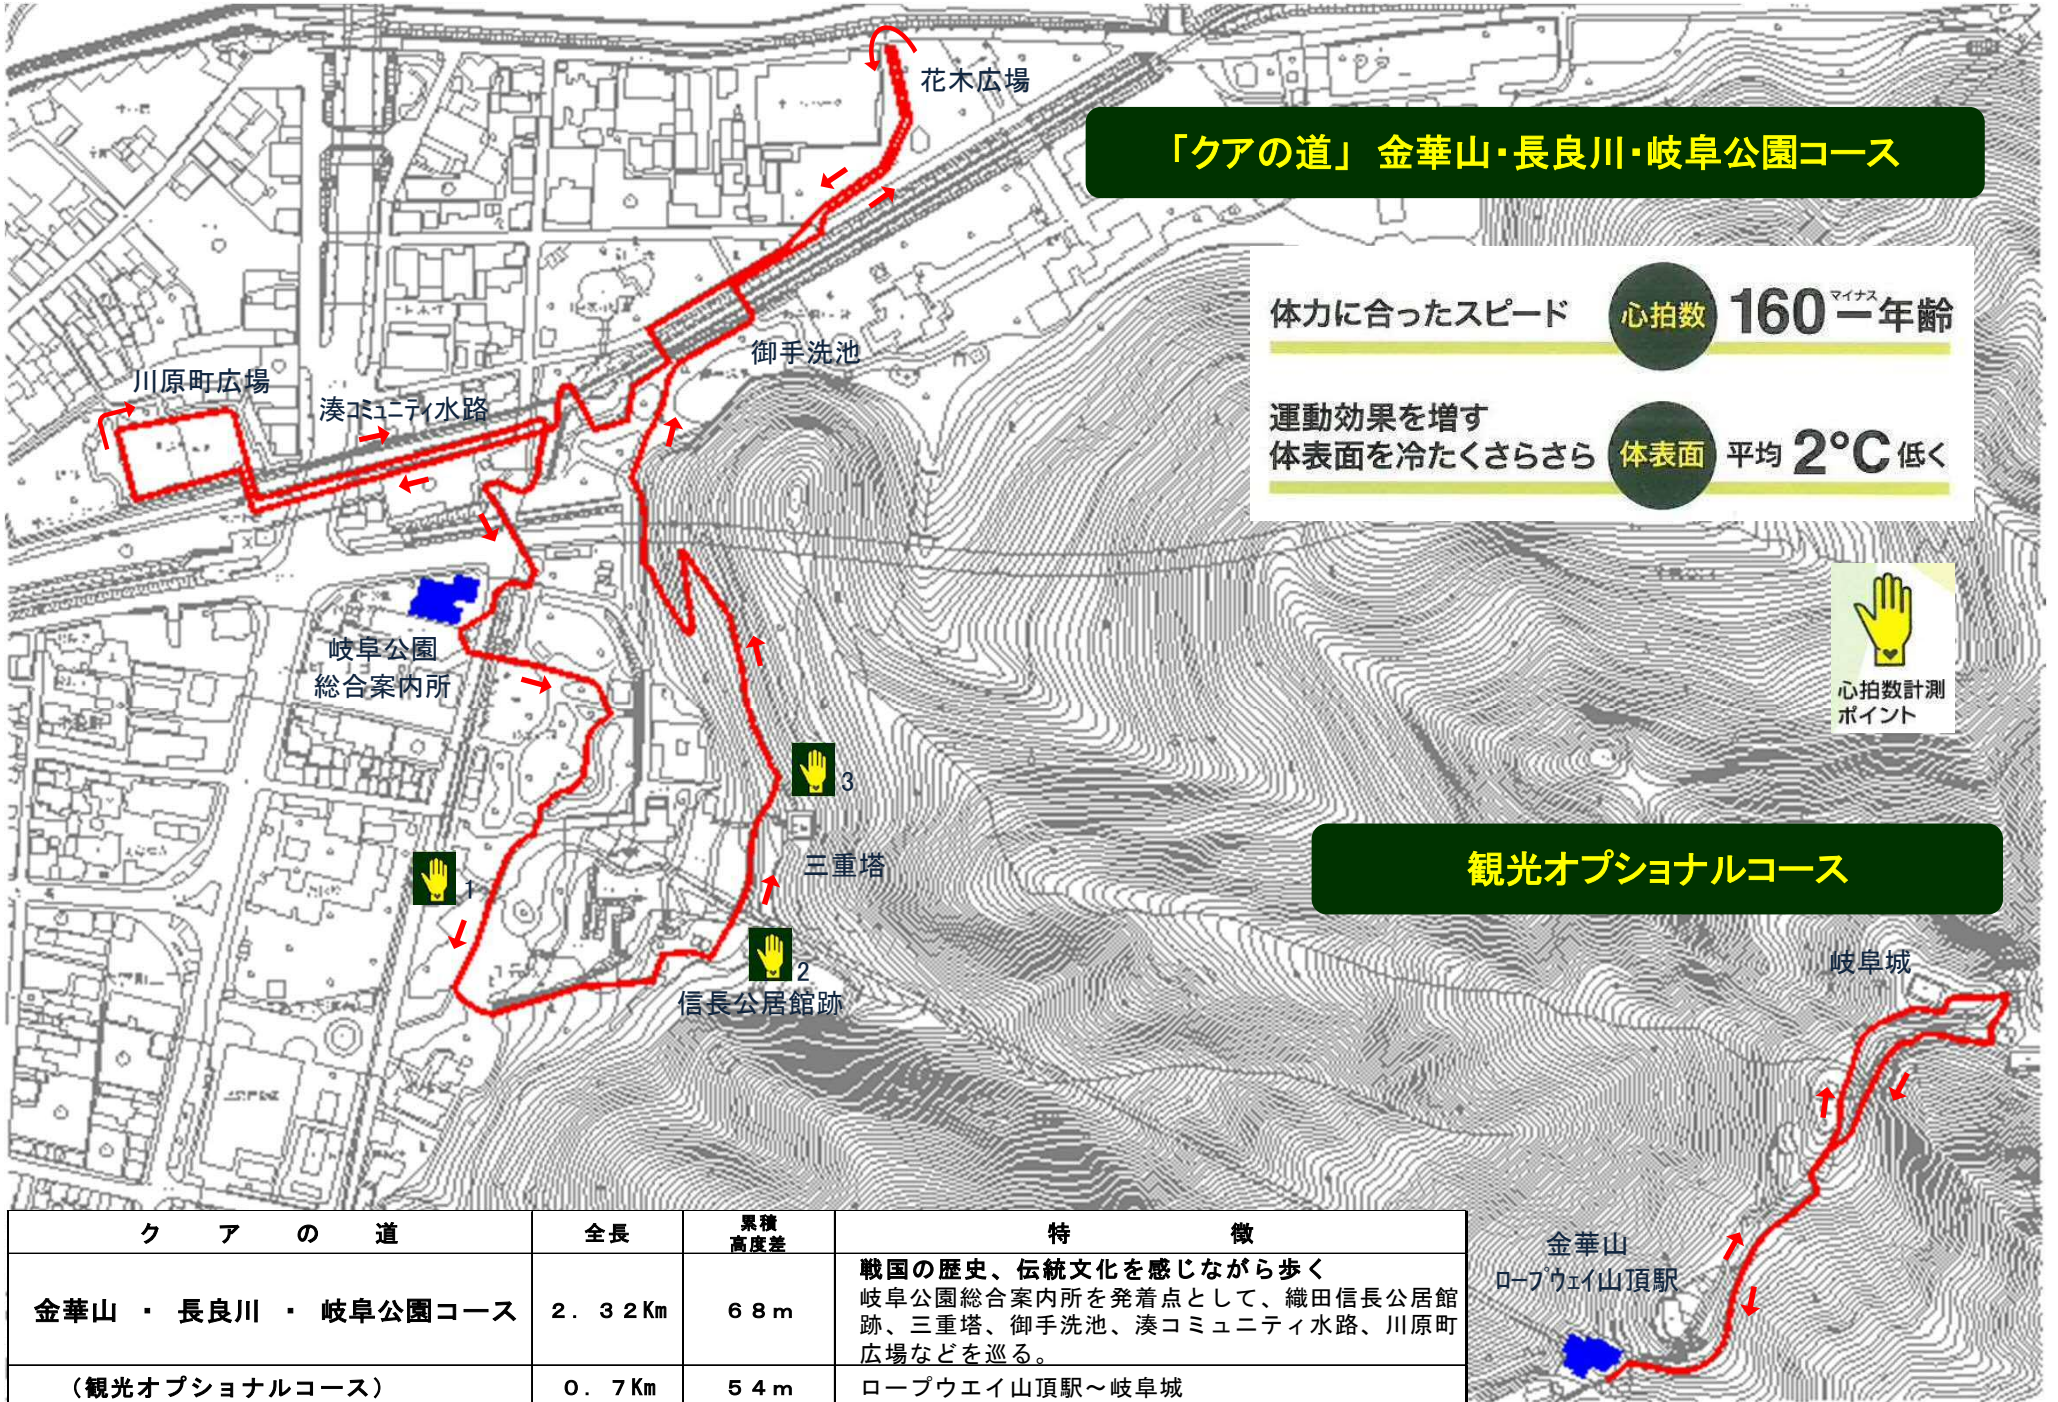 花木広場
「クアの道」 金華山・長良川・岐阜公園コース
体力に合ったスピード 心拍数 160 マイナス ー年齢
運動効果を増す
体表面を冷たくさらさら 体表面 平均 2℃ 低く
御手洗池
川原町広場
湊コミュニティ水路
心拍数計測
ポイント
岐阜公園
総合案内所
3
三重塔
1
2
信長公居館跡
観光オプショナルコース
岐阜城
金華山
ロープウェイ山頂駅
クアの道 全長 累積高度差 特徴
金華山 ・ 長良川 ・ 岐阜公園コース 2.32Km 68m
戦国の歴史、伝統文化を感じながら歩く
岐阜公園総合案内所を発着点として、織田信長公居館
跡、三重塔、御手洗池、湊コミュニティ水路、川原町
広場などを巡る。
（観光オプショナルコース） 0.7Km 54m ロープウエイ山頂駅～岐阜城